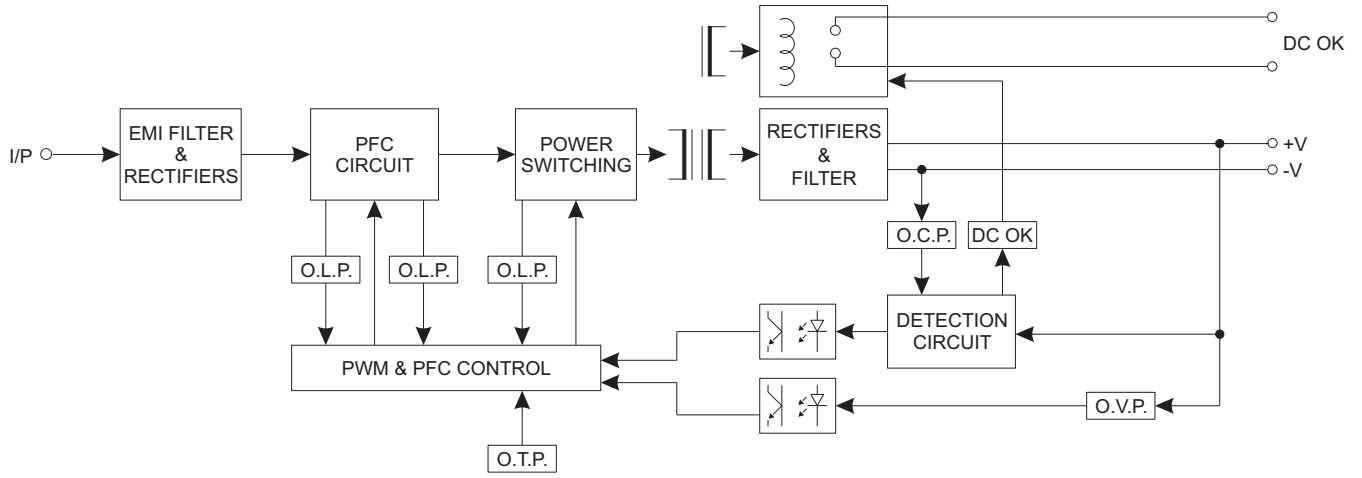 DC OK
I/P
EMI FILTER
&
RECTIFIERS
PFC
CIRCUIT
POWER
SWITCHING
RECTIFIERS
&
FILTER
+V
-V
O.C.P.
DC OK
O.L.P.
O.L.P.
O.L.P.
DETECTION
CIRCUIT
PWM & PFC CONTROL
O.V.P.
O.T.P.